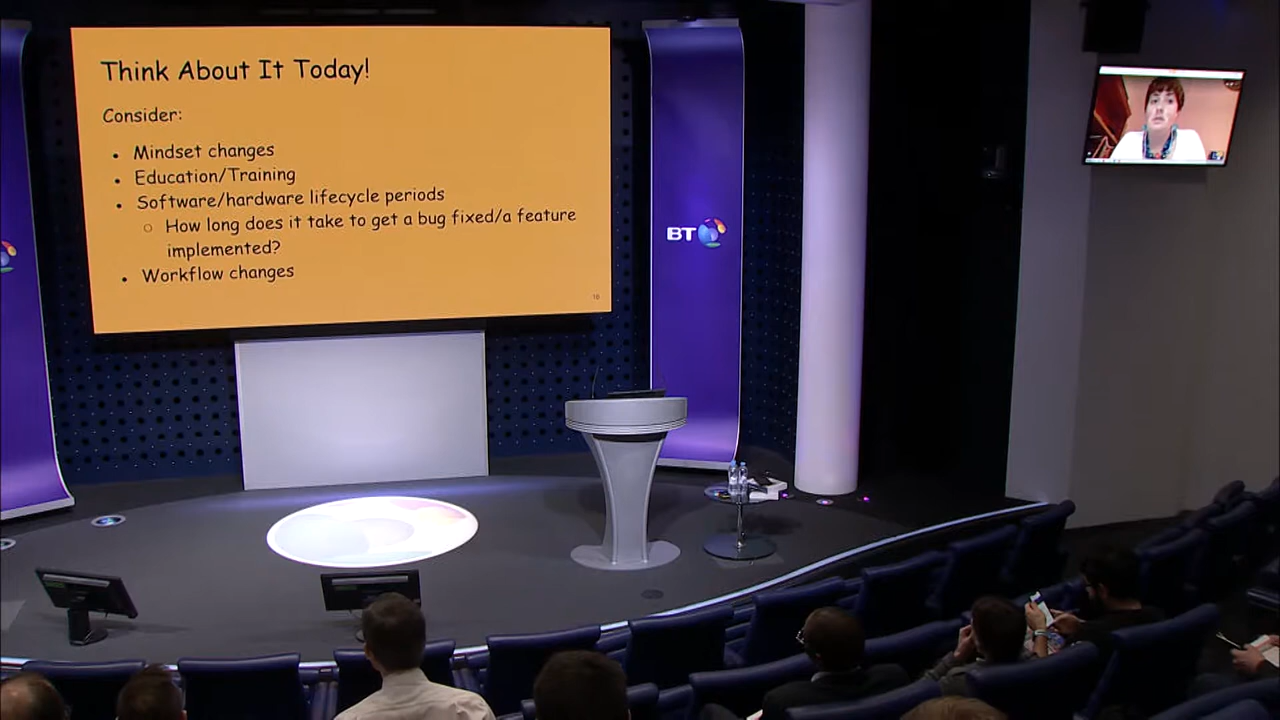 Think About It Today!
Consider:
• Mindset changes
• Education/Training
• Software/hardware lifecycle periods
○ How long does it take to get a bug fixed/a feature
implemented?
• Workflow changes
10
BT